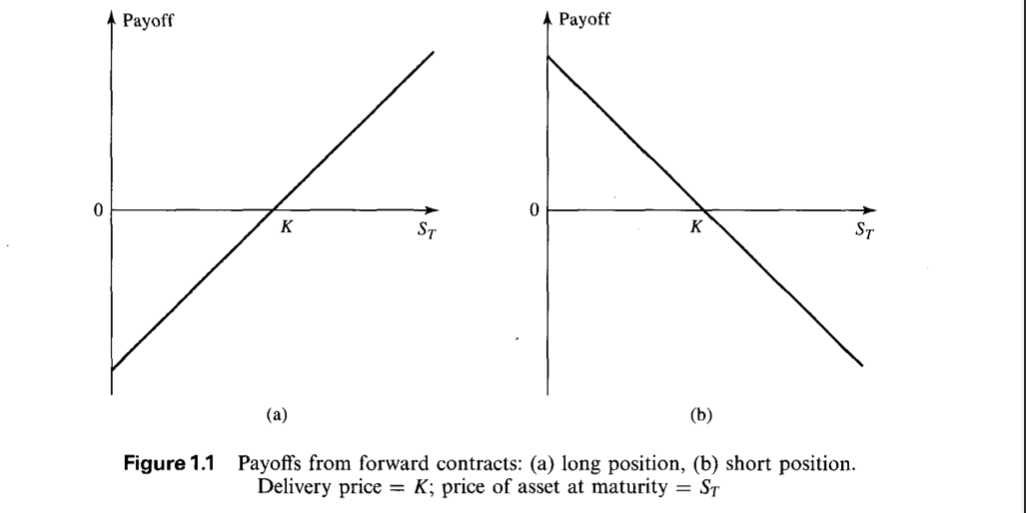 Payoff
0
K
S_T
(a)
Payoff
0
K
S_T
(b)
Figure 1.1 Payoffs from forward contracts: (a) long position, (b) short position.
Delivery price = K; price of asset at maturity = S_T